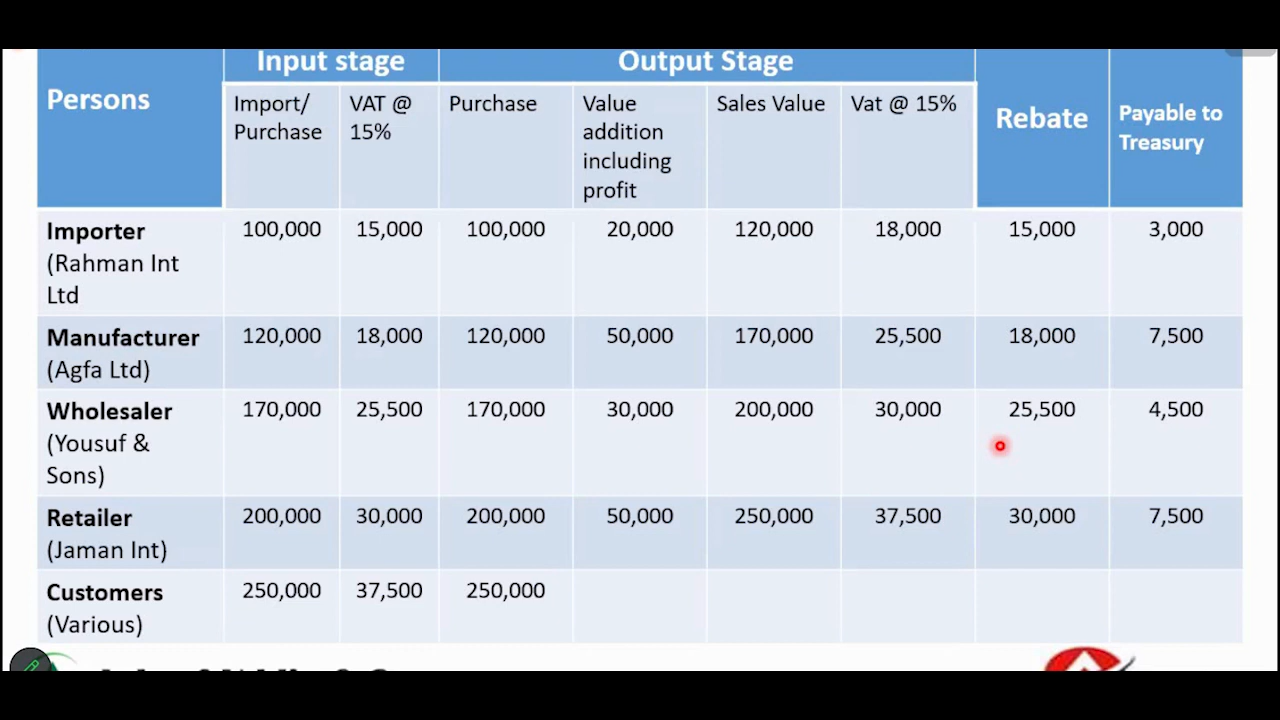 Persons Input stage Output Stage Rebate Payable to Treasury
Import/ Purchase VAT @ 15% Purchase Value addition including profit Sales Value Vat @ 15%
Importer (Rahman Int Ltd 100,000 15,000 100,000 20,000 120,000 18,000 15,000 3,000
Manufacturer (Agfa Ltd) 120,000 18,000 120,000 50,000 170,000 25,500 18,000 7,500
Wholesaler (Yousuf & Sons) 170,000 25,500 170,000 30,000 200,000 30,000 25,500 4,500
Retailer (Jaman Int) 200,000 30,000 200,000 50,000 250,000 37,500 30,000 7,500
Customers (Various) 250,000 37,500 250,000